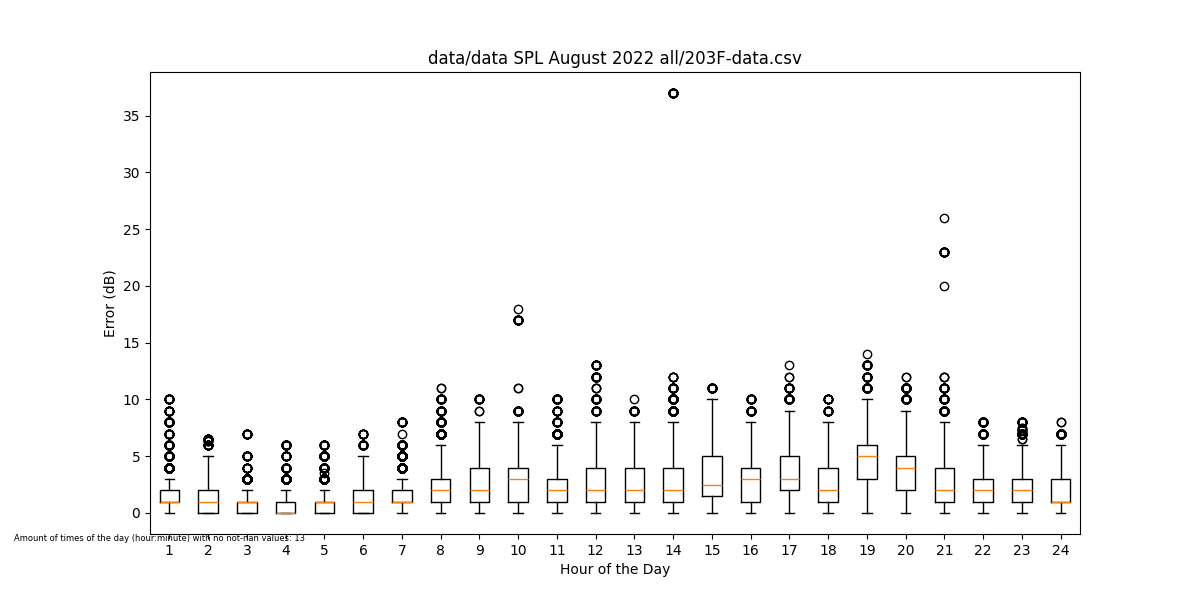 data/data SPL August 2022 all/203F-data.csv
35
30
25
20
15
10
5
0
Error (dB)
Amount of times of the day (hour:minute) with no not-nan values: 13
1 2 3 4 5 6 7 8 9 10 11 12 13 14 15 16 17 18 19 20 21 22 23 24
Hour of the Day